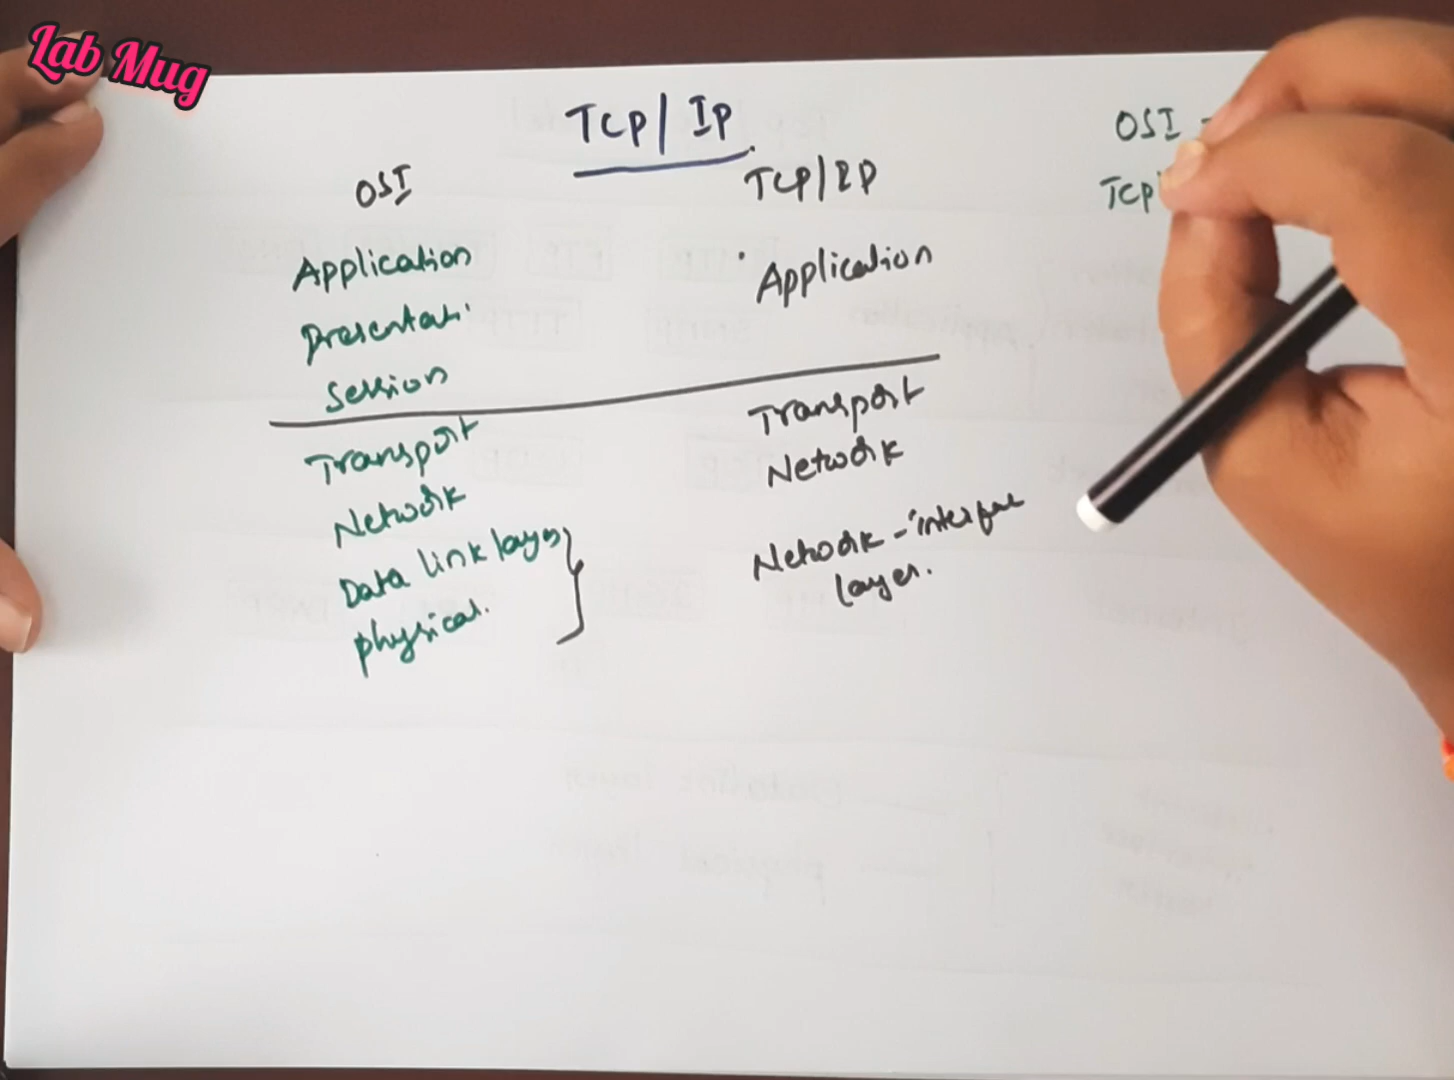 Lab Mug
TCP/IP
OSI
TCP/IP
OSI -
TCP
Application
Presentati
Session
Transport
Network
Data link layer
physical.
Application
Transport
Network
Network - interface
layer.